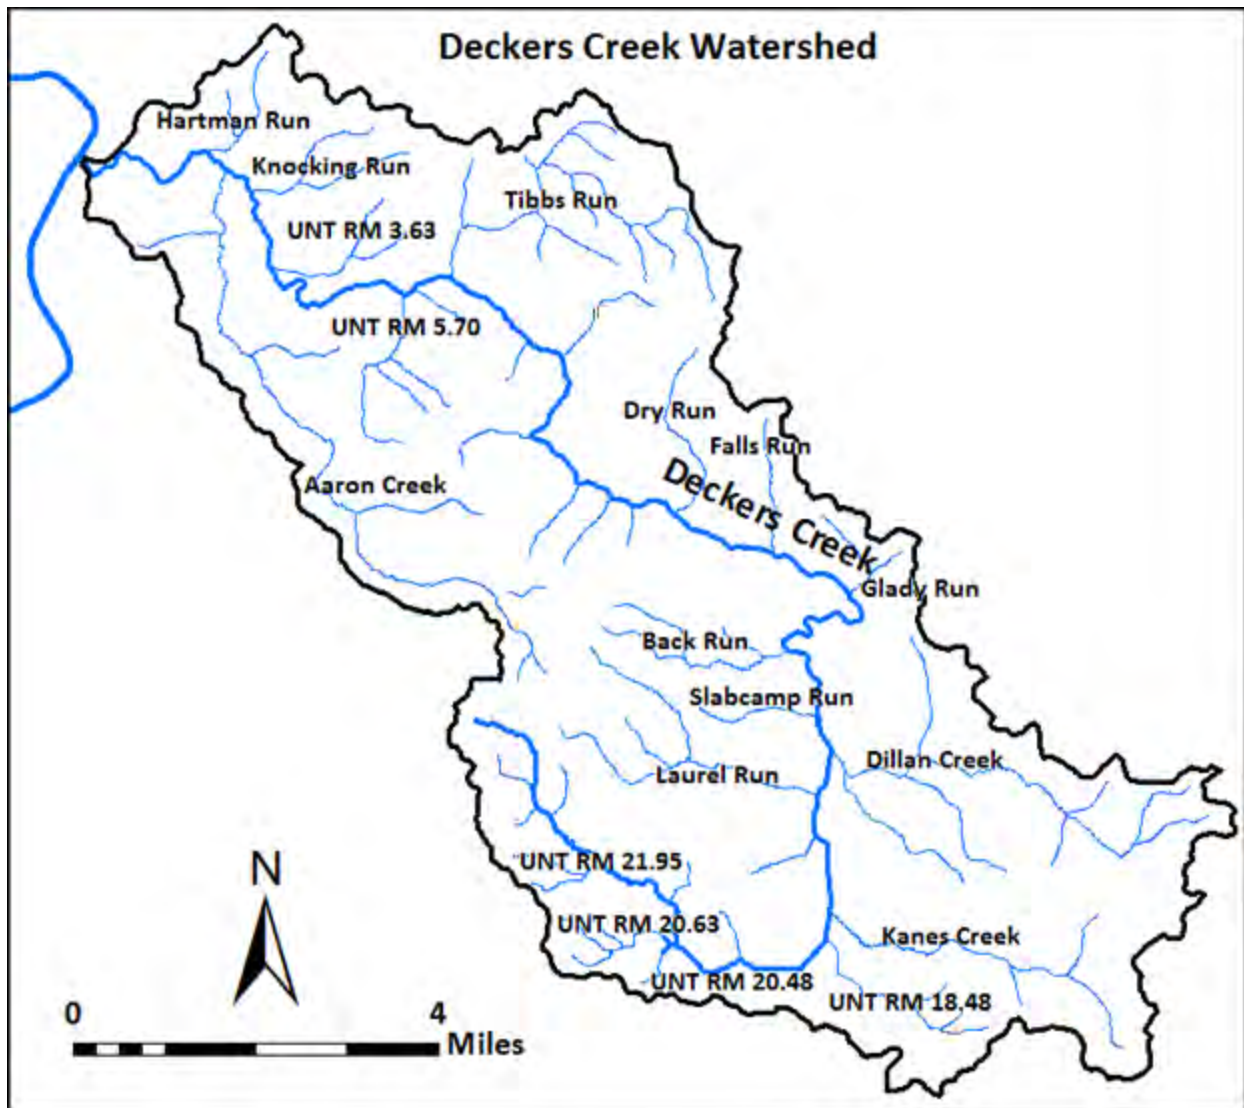 Deckers Creek Watershed
Hartman Run
Knocking Run
Tibbs Run
UNT RM 3.63
UNT RM 5.70
Dry Run
Falls Run
Deckers Creek
Aaron Creek
Glady Run
Back Run
Slabcamp Run
Dillan Creek
Laurel Run
UNT RM 21.95
N
UNT RM 20.63
Kanes Creek
UNT RM 20.48
UNT RM 18.48
0 4
Miles